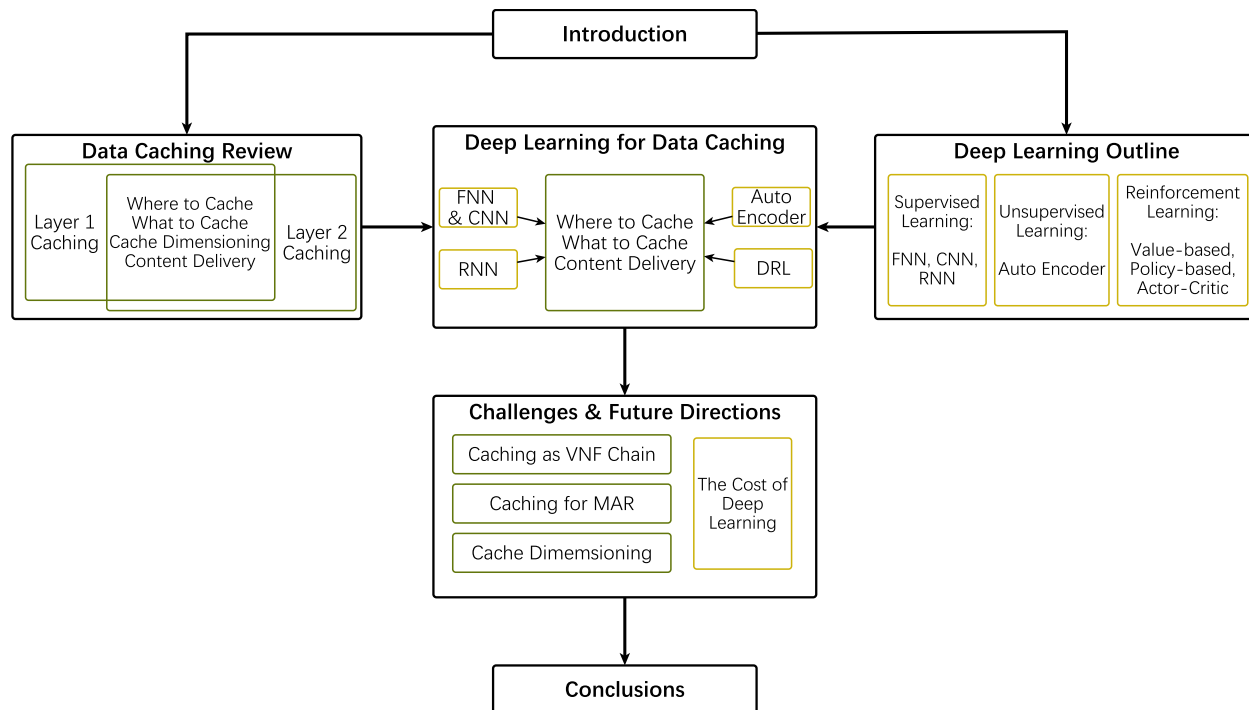 Introduction
Data Caching Review
Layer 1
Caching
Where to Cache
What to Cache
Cache Dimensioning
Content Delivery
Layer 2
Caching
Deep Learning for Data Caching
FNN
& CNN
RNN
Where to Cache
What to Cache
Content Delivery
Auto
Encoder
DRL
Deep Learning Outline
Supervised
Learning:
FNN, CNN,
RNN
Unsupervised
Learning:
Auto Encoder
Reinforcement
Learning:
Value-based,
Policy-based,
Actor-Critic
Challenges & Future Directions
Caching as VNF Chain
Caching for MAR
Cache Dimemsioning
The Cost of
Deep
Learning
Conclusions